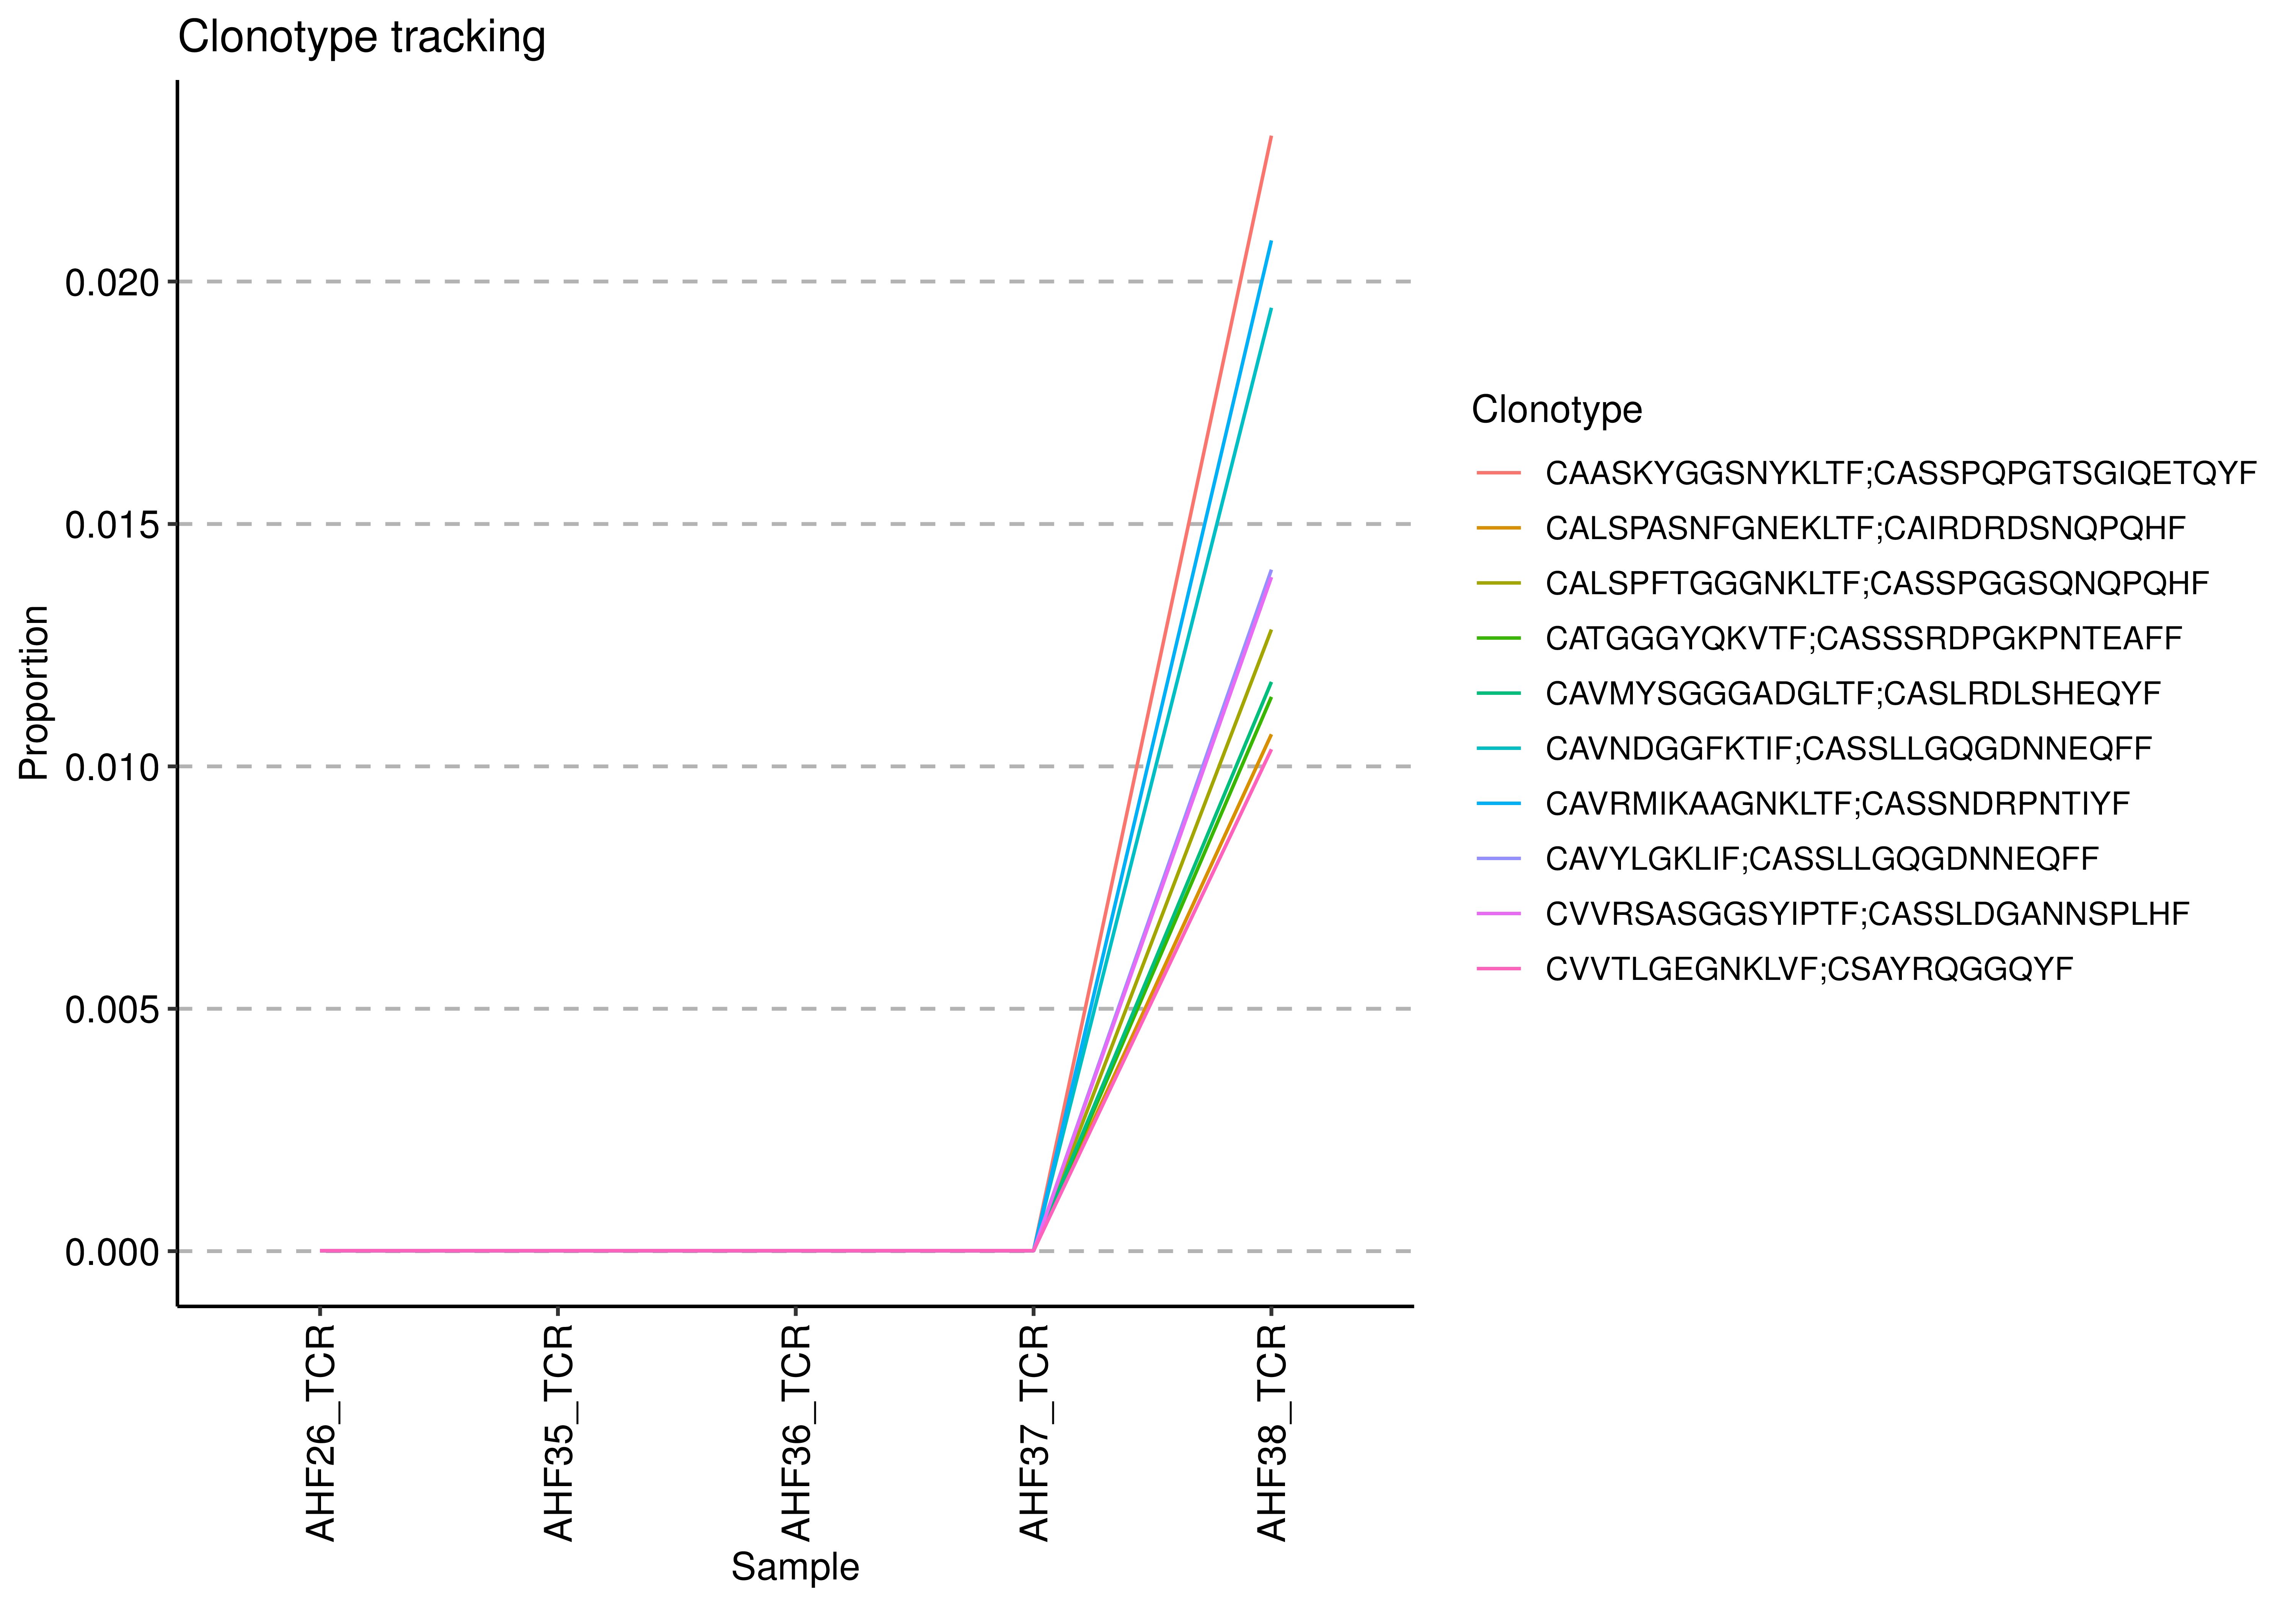 Clonotype tracking
Proportion
0.020
0.015
0.010
0.005
0.000
AHF26_TCR
AHF35_TCR
AHF36_TCR
AHF37_TCR
AHF38_TCR
Sample
Clonotype
CAASKYGGSNYKLTF;CASSPQPGTSGIQETQYF
CALSPASNFGNEKLTF;CAIRDRDSNQPQHF
CALSPFTGGGNKLTF;CASSPGGSQNQPQHF
CATGGGYQKVTF;CASSSRDPGKPNTEAFF
CAVMYSGGGADGLTF;CASLRDLSHEQYF
CAVNDGGFKTIF;CASSLLGQGDNNEQFF
CAVRMIKAAGNKLTF;CASSNDRPNTIYF
CAVYLGKLIF;CASSLLGQGDNNEQFF
CVVRSASGGSYIPTF;CASSLDGANNSPLHF
CVVTLGEGNKLVF;CSAYRQGGQYF